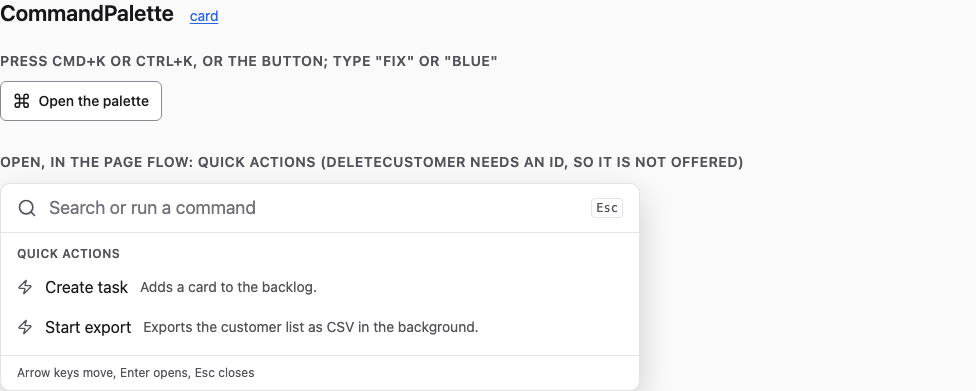 CommandPalette card
PRESS CMD+K OR CTRL+K, OR THE BUTTON; TYPE "FIX" OR "BLUE"
Open the palette
OPEN, IN THE PAGE FLOW: QUICK ACTIONS (DELETECUSTOMER NEEDS AN ID, SO IT IS NOT OFFERED)
Search or run a command Esc
QUICK ACTIONS
Create task Adds a card to the backlog.
Start export Exports the customer list as CSV in the background.
Arrow keys move, Enter opens, Esc closes